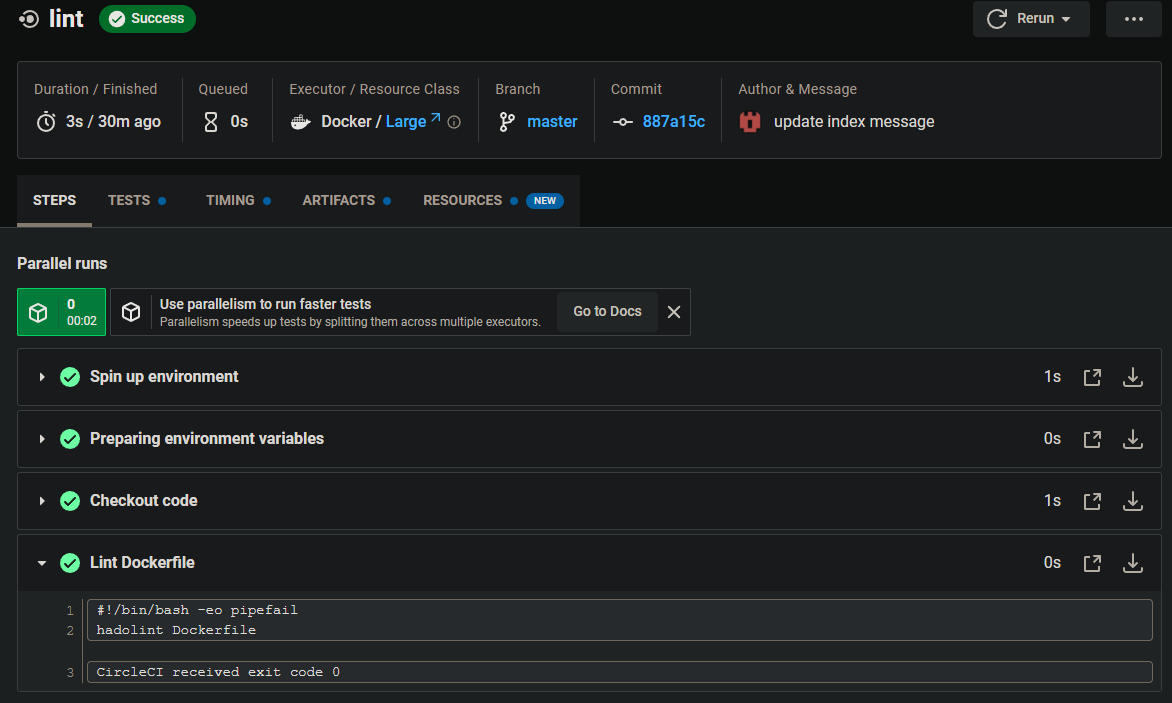 lint Success Rerun
Duration / Finished Queued Executor / Resource Class Branch Commit Author & Message
3s / 30m ago 0s Docker / Large master 887a15c update index message
STEPS TESTS TIMING ARTIFACTS RESOURCES NEW
Parallel runs
0
00:02
Use parallelism to run faster tests
Parallelism speeds up tests by splitting them across multiple executors.
Go to Docs
Spin up environment 1s
Preparing environment variables 0s
Checkout code 1s
Lint Dockerfile 0s
1 #!/bin/bash -eo pipefail
2 hadolint Dockerfile
3 CircleCI received exit code 0